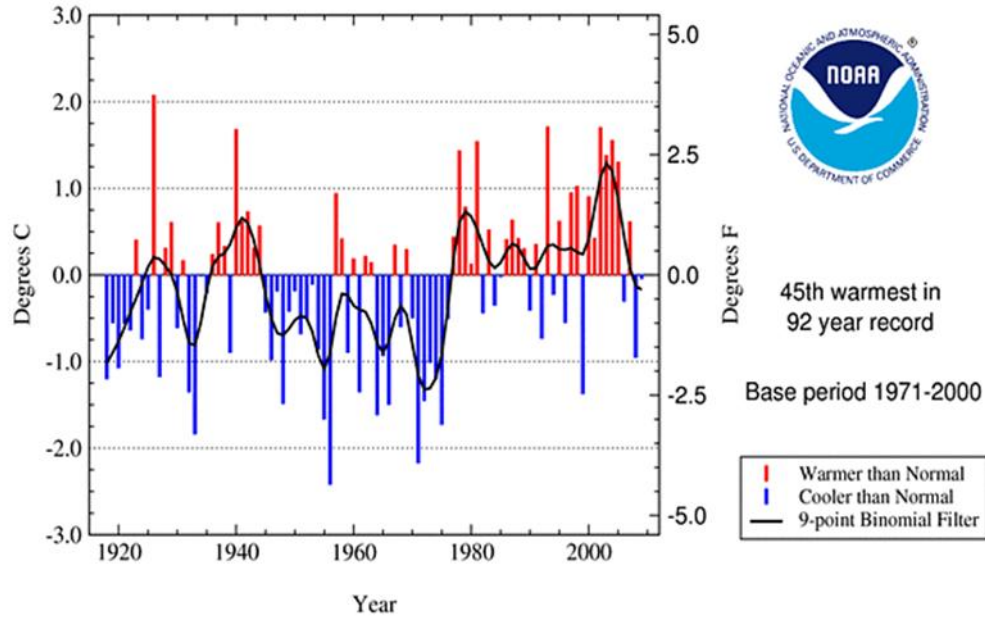 3.0
2.0
1.0
0.0
-1.0
-2.0
-3.0
Degrees C
1920
1940
1960
1980
2000
Year
5.0
2.5
0.0
-2.5
-5.0
Degrees F
NATIONAL OCEANIC AND ATMOSPHERIC ADMINISTRATION
®
NOAA
U.S. DEPARTMENT OF COMMERCE
45th warmest in
92 year record
Base period 1971-2000
Warmer than Normal
Cooler than Normal
9-point Binomial Filter